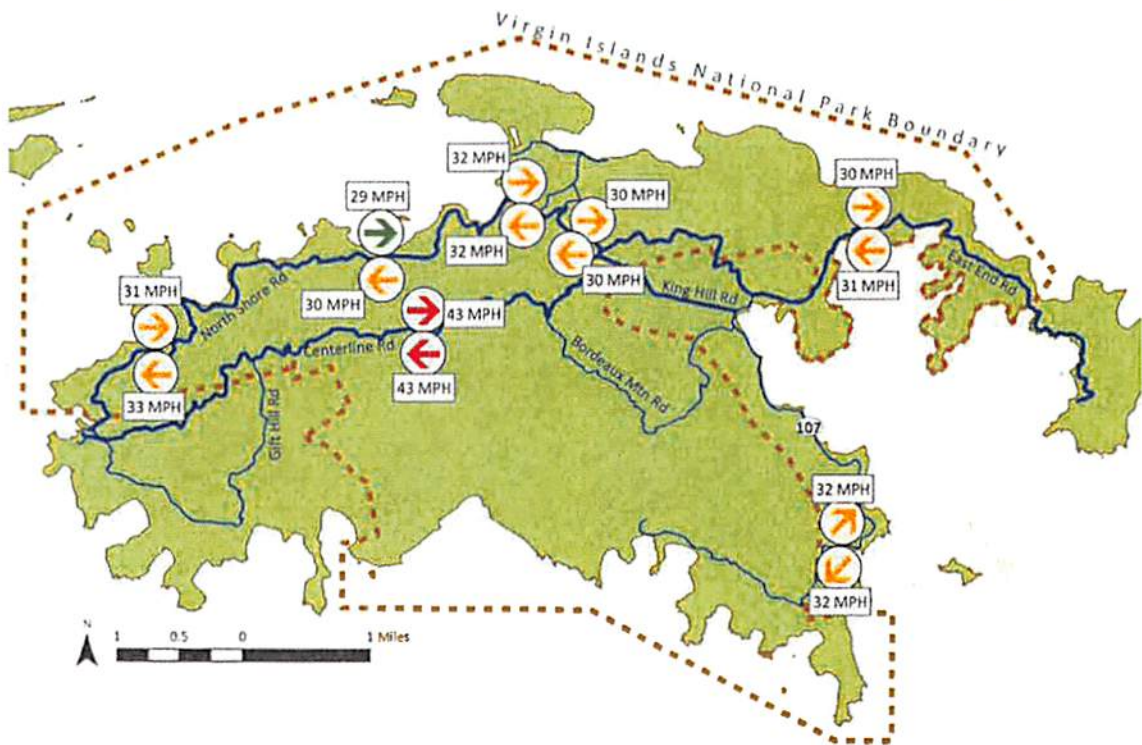 Virgin Islands National Park Boundary
32 MPH
30 MPH
30 MPH
29 MPH
32 MPH
30 MPH
31 MPH
East End Rd
31 MPH
North Shore Rd
30 MPH
King Hill Rd
43 MPH
Centerline Rd
43 MPH
33 MPH
Bordeaux Mtn Rd
Gift Hill Rd
107
32 MPH
32 MPH
N
1 0.5 0 1 Miles